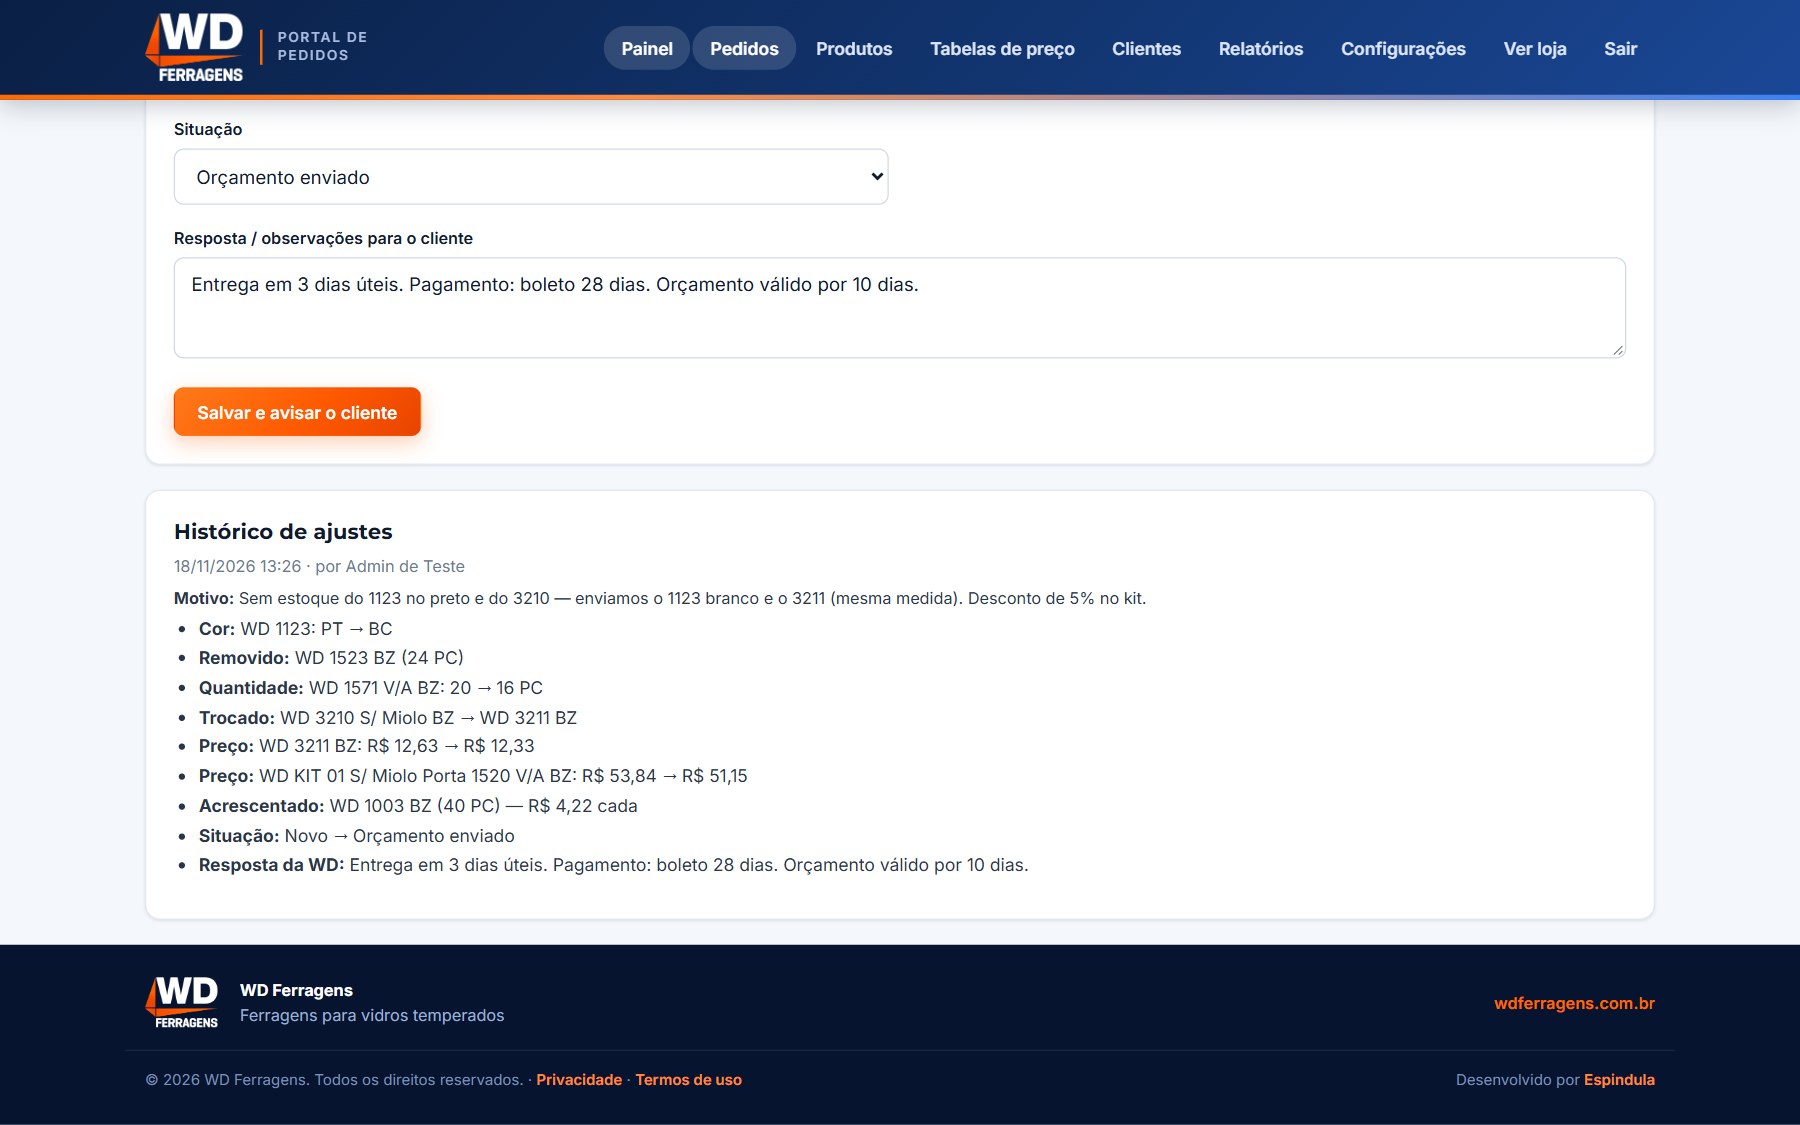 WD
FERRAGENS
PORTAL DE
PEDIDOS
Painel
Pedidos
Produtos
Tabelas de preço
Clientes
Relatórios
Configurações
Ver loja
Sair
Situação
Orçamento enviado
Resposta / observações para o cliente
Entrega em 3 dias úteis. Pagamento: boleto 28 dias. Orçamento válido por 10 dias.
Salvar e avisar o cliente
Histórico de ajustes
18/11/2026 13:26 · por Admin de Teste
Motivo: Sem estoque do 1123 no preto e do 3210 — enviamos o 1123 branco e o 3211 (mesma medida). Desconto de 5% no kit.
• Cor: WD 1123: PT → BC
• Removido: WD 1523 BZ (24 PC)
• Quantidade: WD 1571 V/A BZ: 20 → 16 PC
• Trocado: WD 3210 S/ Miolo BZ → WD 3211 BZ
• Preço: WD 3211 BZ: R$ 12,63 → R$ 12,33
• Preço: WD KIT 01 S/ Miolo Porta 1520 V/A BZ: R$ 53,84 → R$ 51,15
• Acrescentado: WD 1003 BZ (40 PC) — R$ 4,22 cada
• Situação: Novo → Orçamento enviado
• Resposta da WD: Entrega em 3 dias úteis. Pagamento: boleto 28 dias. Orçamento válido por 10 dias.
WD
FERRAGENS
WD Ferragens
Ferragens para vidros temperados
wdferragens.com.br
© 2026 WD Ferragens. Todos os direitos reservados. · Privacidade · Termos de uso
Desenvolvido por Espindula